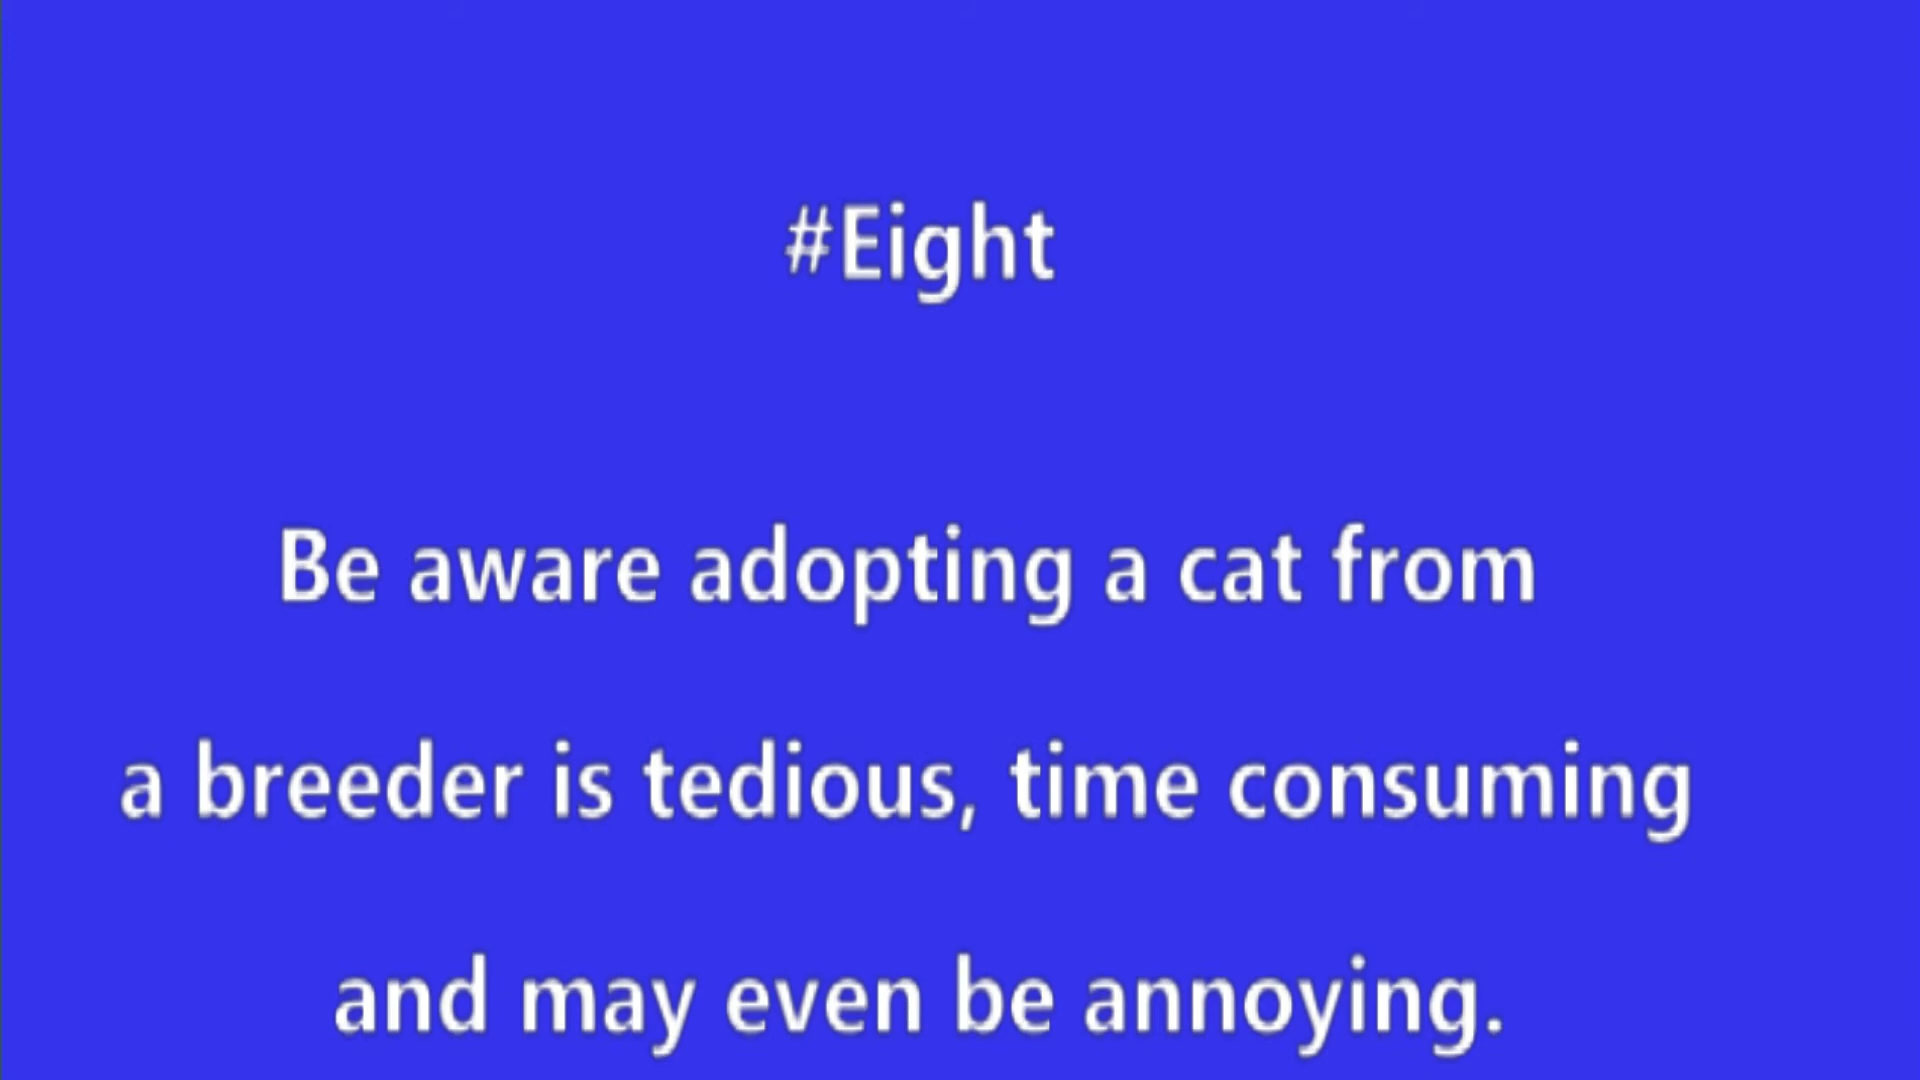 #Eight
Be aware adopting a cat from
a breeder is tedious, time consuming
and may even be annoying.